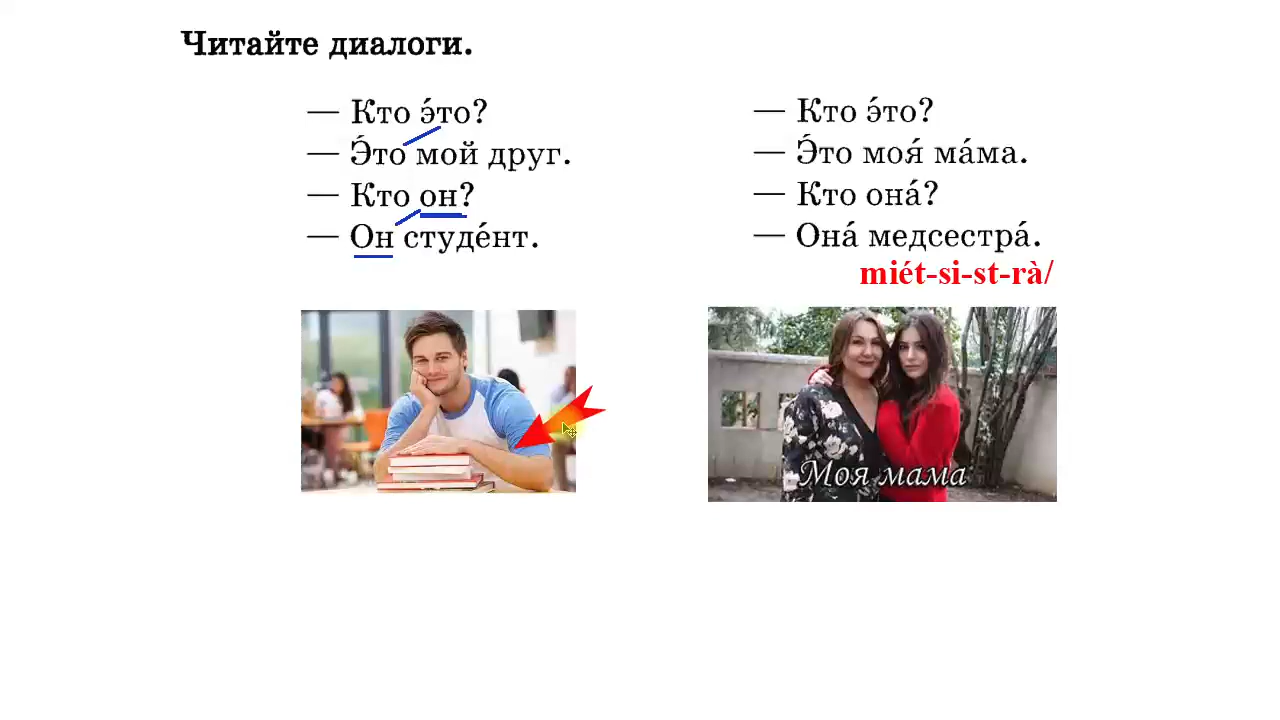 Читайте диалоги.
— Кто э́то?
— Э́то мой друг.
— Кто он?
— Он студе́нт.
— Кто э́то?
— Э́то моя́ ма́ма.
— Кто она́?
— Она́ медсестра́.
miét-si-st-rà/
Моя мама